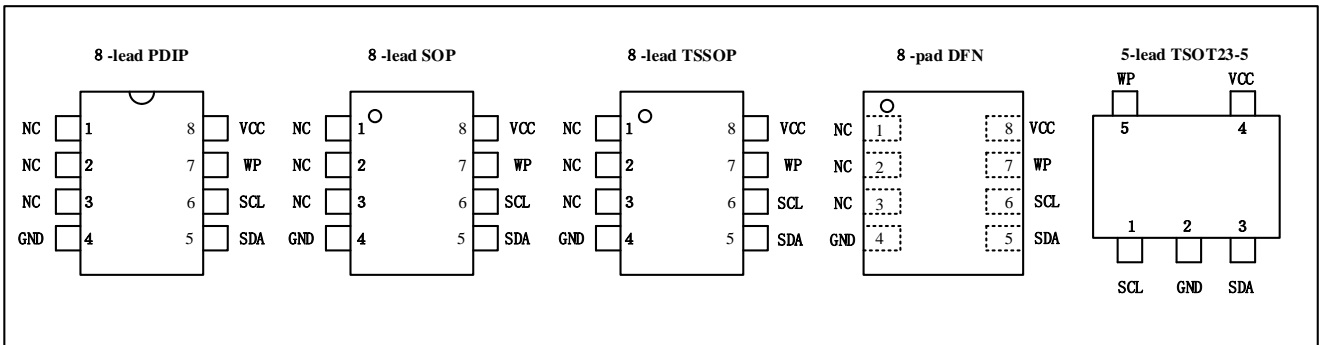 8-lead PDIP
NC 1 8 VCC
NC 2 7 WP
NC 3 6 SCL
GND 4 5 SDA
8-lead SOP
NC 1 8 VCC
NC 2 7 WP
NC 3 6 SCL
GND 4 5 SDA
8-lead TSSOP
NC 1 8 VCC
NC 2 7 WP
NC 3 6 SCL
GND 4 5 SDA
8-pad DFN
NC 1 8 VCC
NC 2 7 WP
NC 3 6 SCL
GND 4 5 SDA
5-lead TSOT23-5
WP VCC
5 4
1 2 3
SCL GND SDA